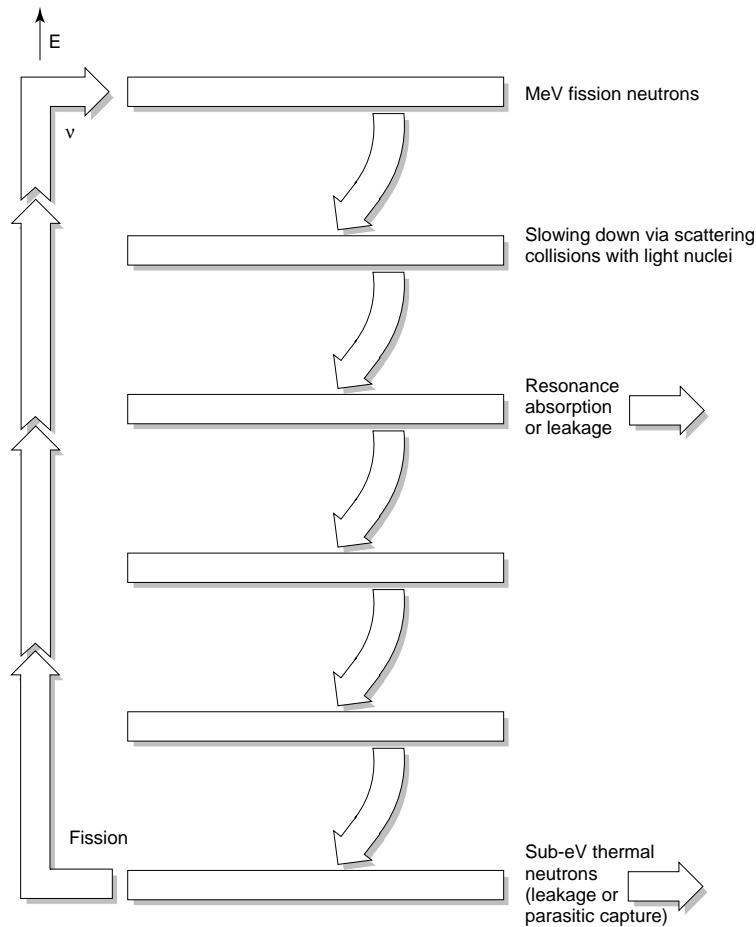 E
MeV fission neutrons
ν
Slowing down via scattering
collisions with light nuclei
Resonance
absorption
or leakage
Fission
Sub-eV thermal
neutrons
(leakage or
parasitic capture)